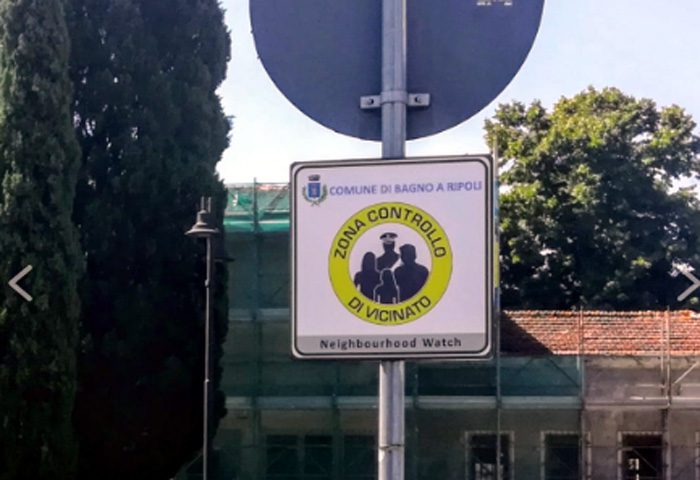 COMUNE DI BAGNO A RIPOLI
ZONA CONTROLLO
DI VICINATO
Neighbourhood Watch